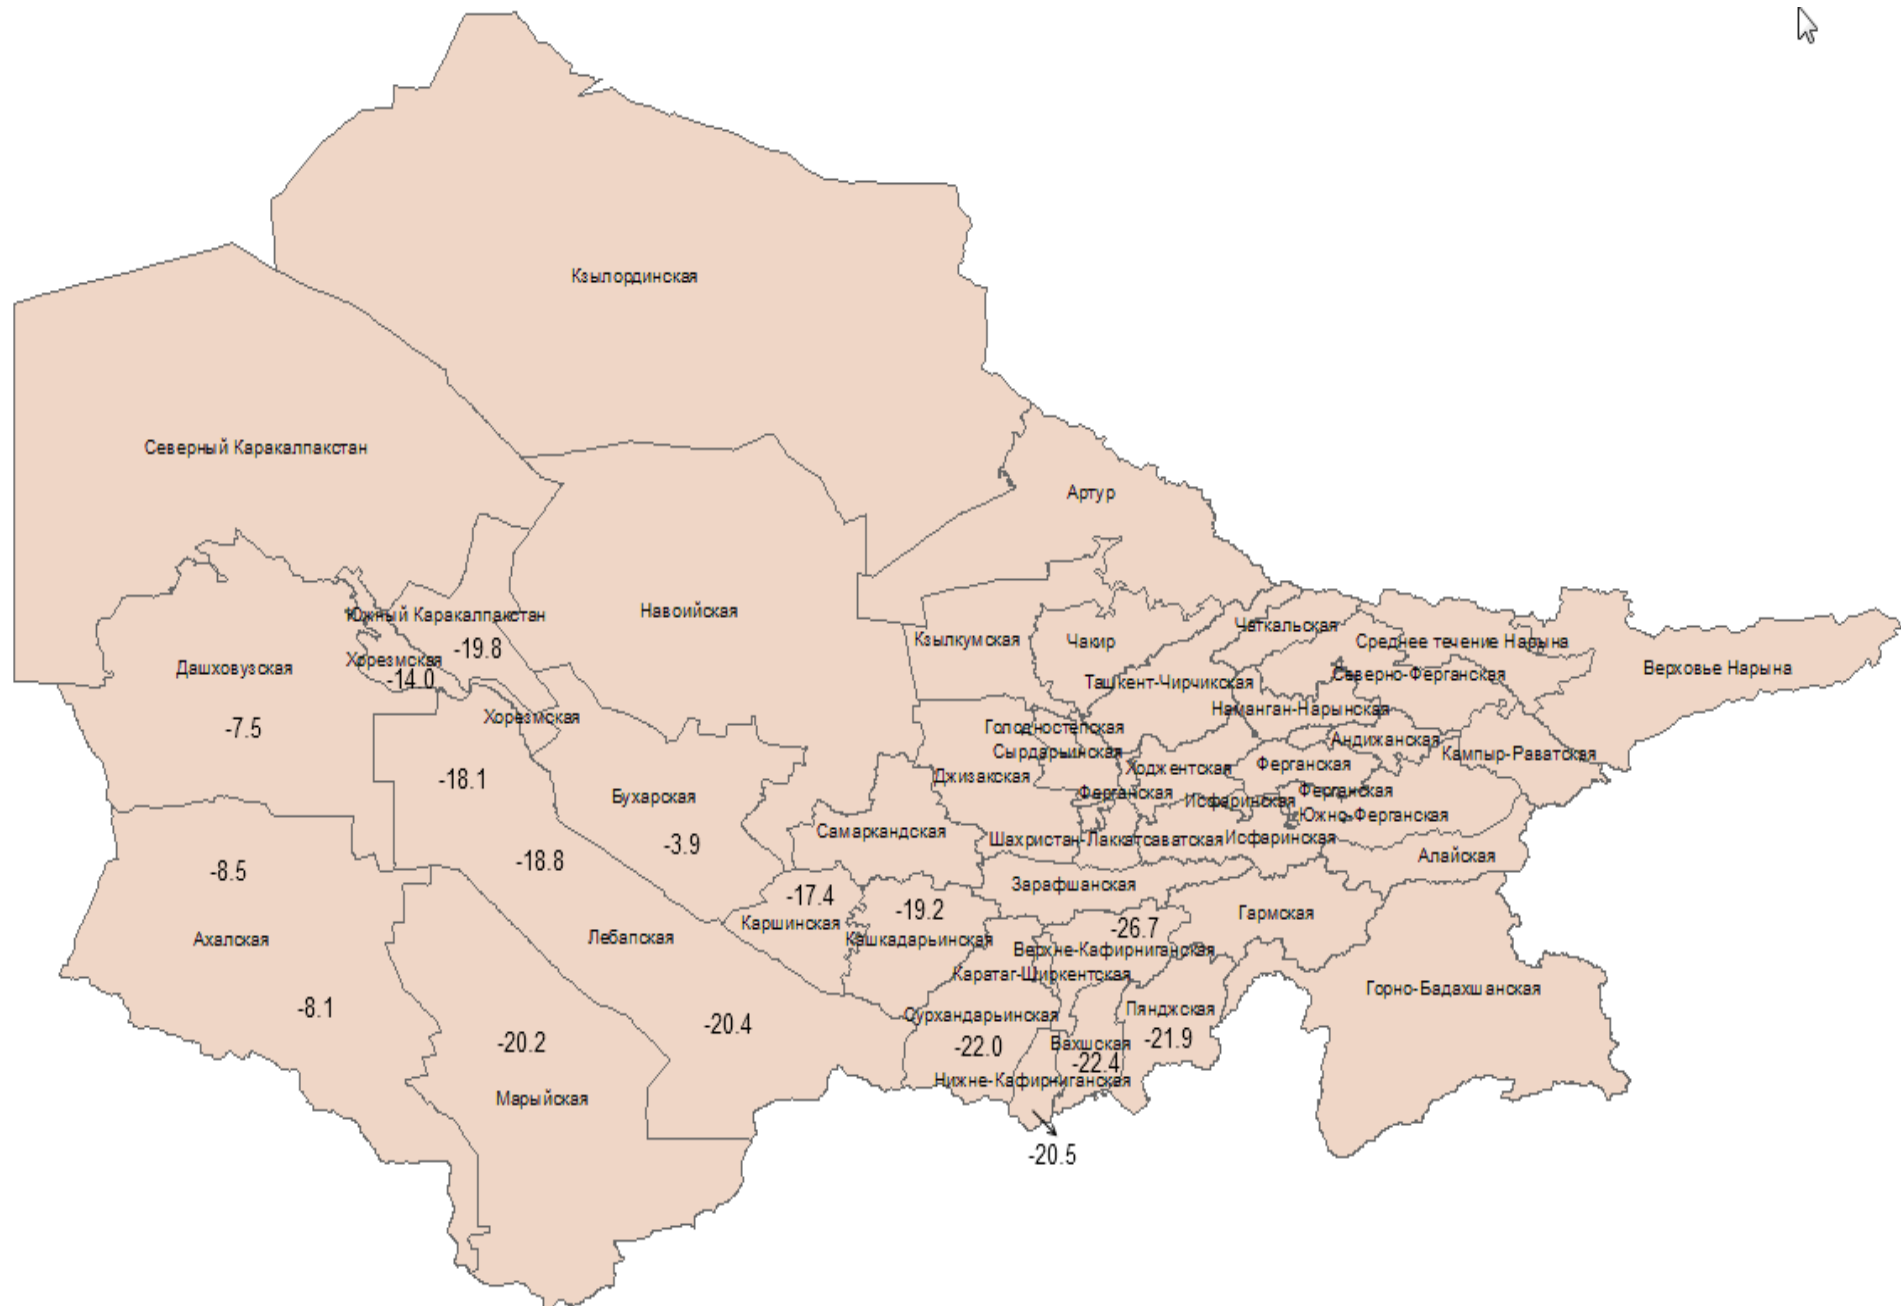 Кзылординская
Северный Каракалпакстан
Артур
Навоийская
Южный Каракалпакстан
-19.8
Хорезмская
-14.0
Дашховузская
-7.5
Кзылкумская
Чакир
Чаткальская
Среднее течение Нарына
Верховье Нарына
Северно-Ферганская
Ташкент-Чирчикская
Наманган-Нарынская
Хорезмская
Голодностепская
Сырдарьинская
Андижанская
Кампыр-Раватская
Ходжентская
Ферганская
Джизакская
-18.1
Бухарская
-3.9
Ферганская
Исфаринская
Ферганская
Южно-Ферганская
Самаркандская
Шахристан-Лаккатсаватская
Исфаринская
Алайская
-8.5
-18.8
Зарафшанская
-17.4
Каршинская
-19.2
Кашкадарьинская
Гармская
-26.7
Верхне-Кафирниганская
Ахалская
Лебапская
Каратаг-Ширкентская
Горно-Бадахшанская
-8.1
-20.4
Сурхандарьинская
-22.0
Пянджская
-21.9
Вахшская
-22.4
-20.2
Марыйская
Нижне-Кафирниганская
-20.5